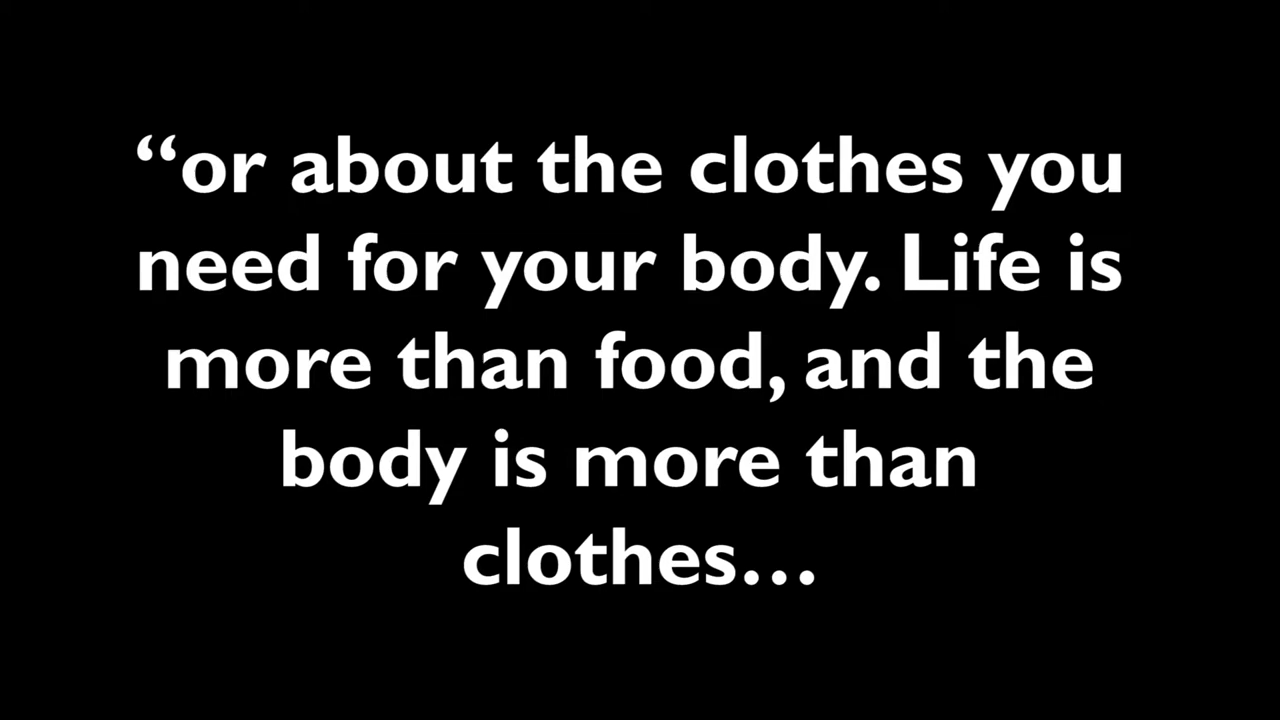 “or about the clothes you
need for your body. Life is
more than food, and the
body is more than
clothes…